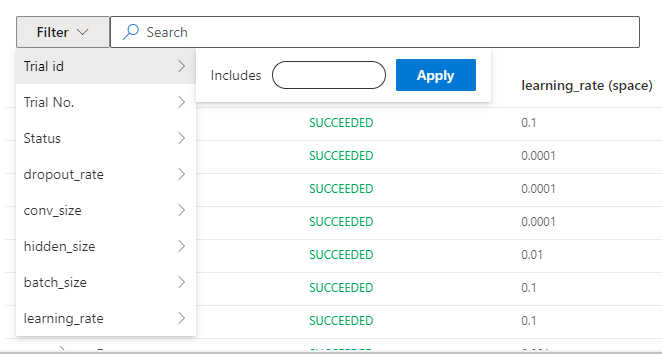 Filter Search
Trial id
Includes Apply
learning_rate (space)
Trial No.
SUCCEEDED 0.1
Status
SUCCEEDED 0.0001
dropout_rate
SUCCEEDED 0.0001
conv_size
SUCCEEDED 0.0001
hidden_size
SUCCEEDED 0.01
batch_size
SUCCEEDED 0.1
learning_rate
SUCCEEDED 0.1